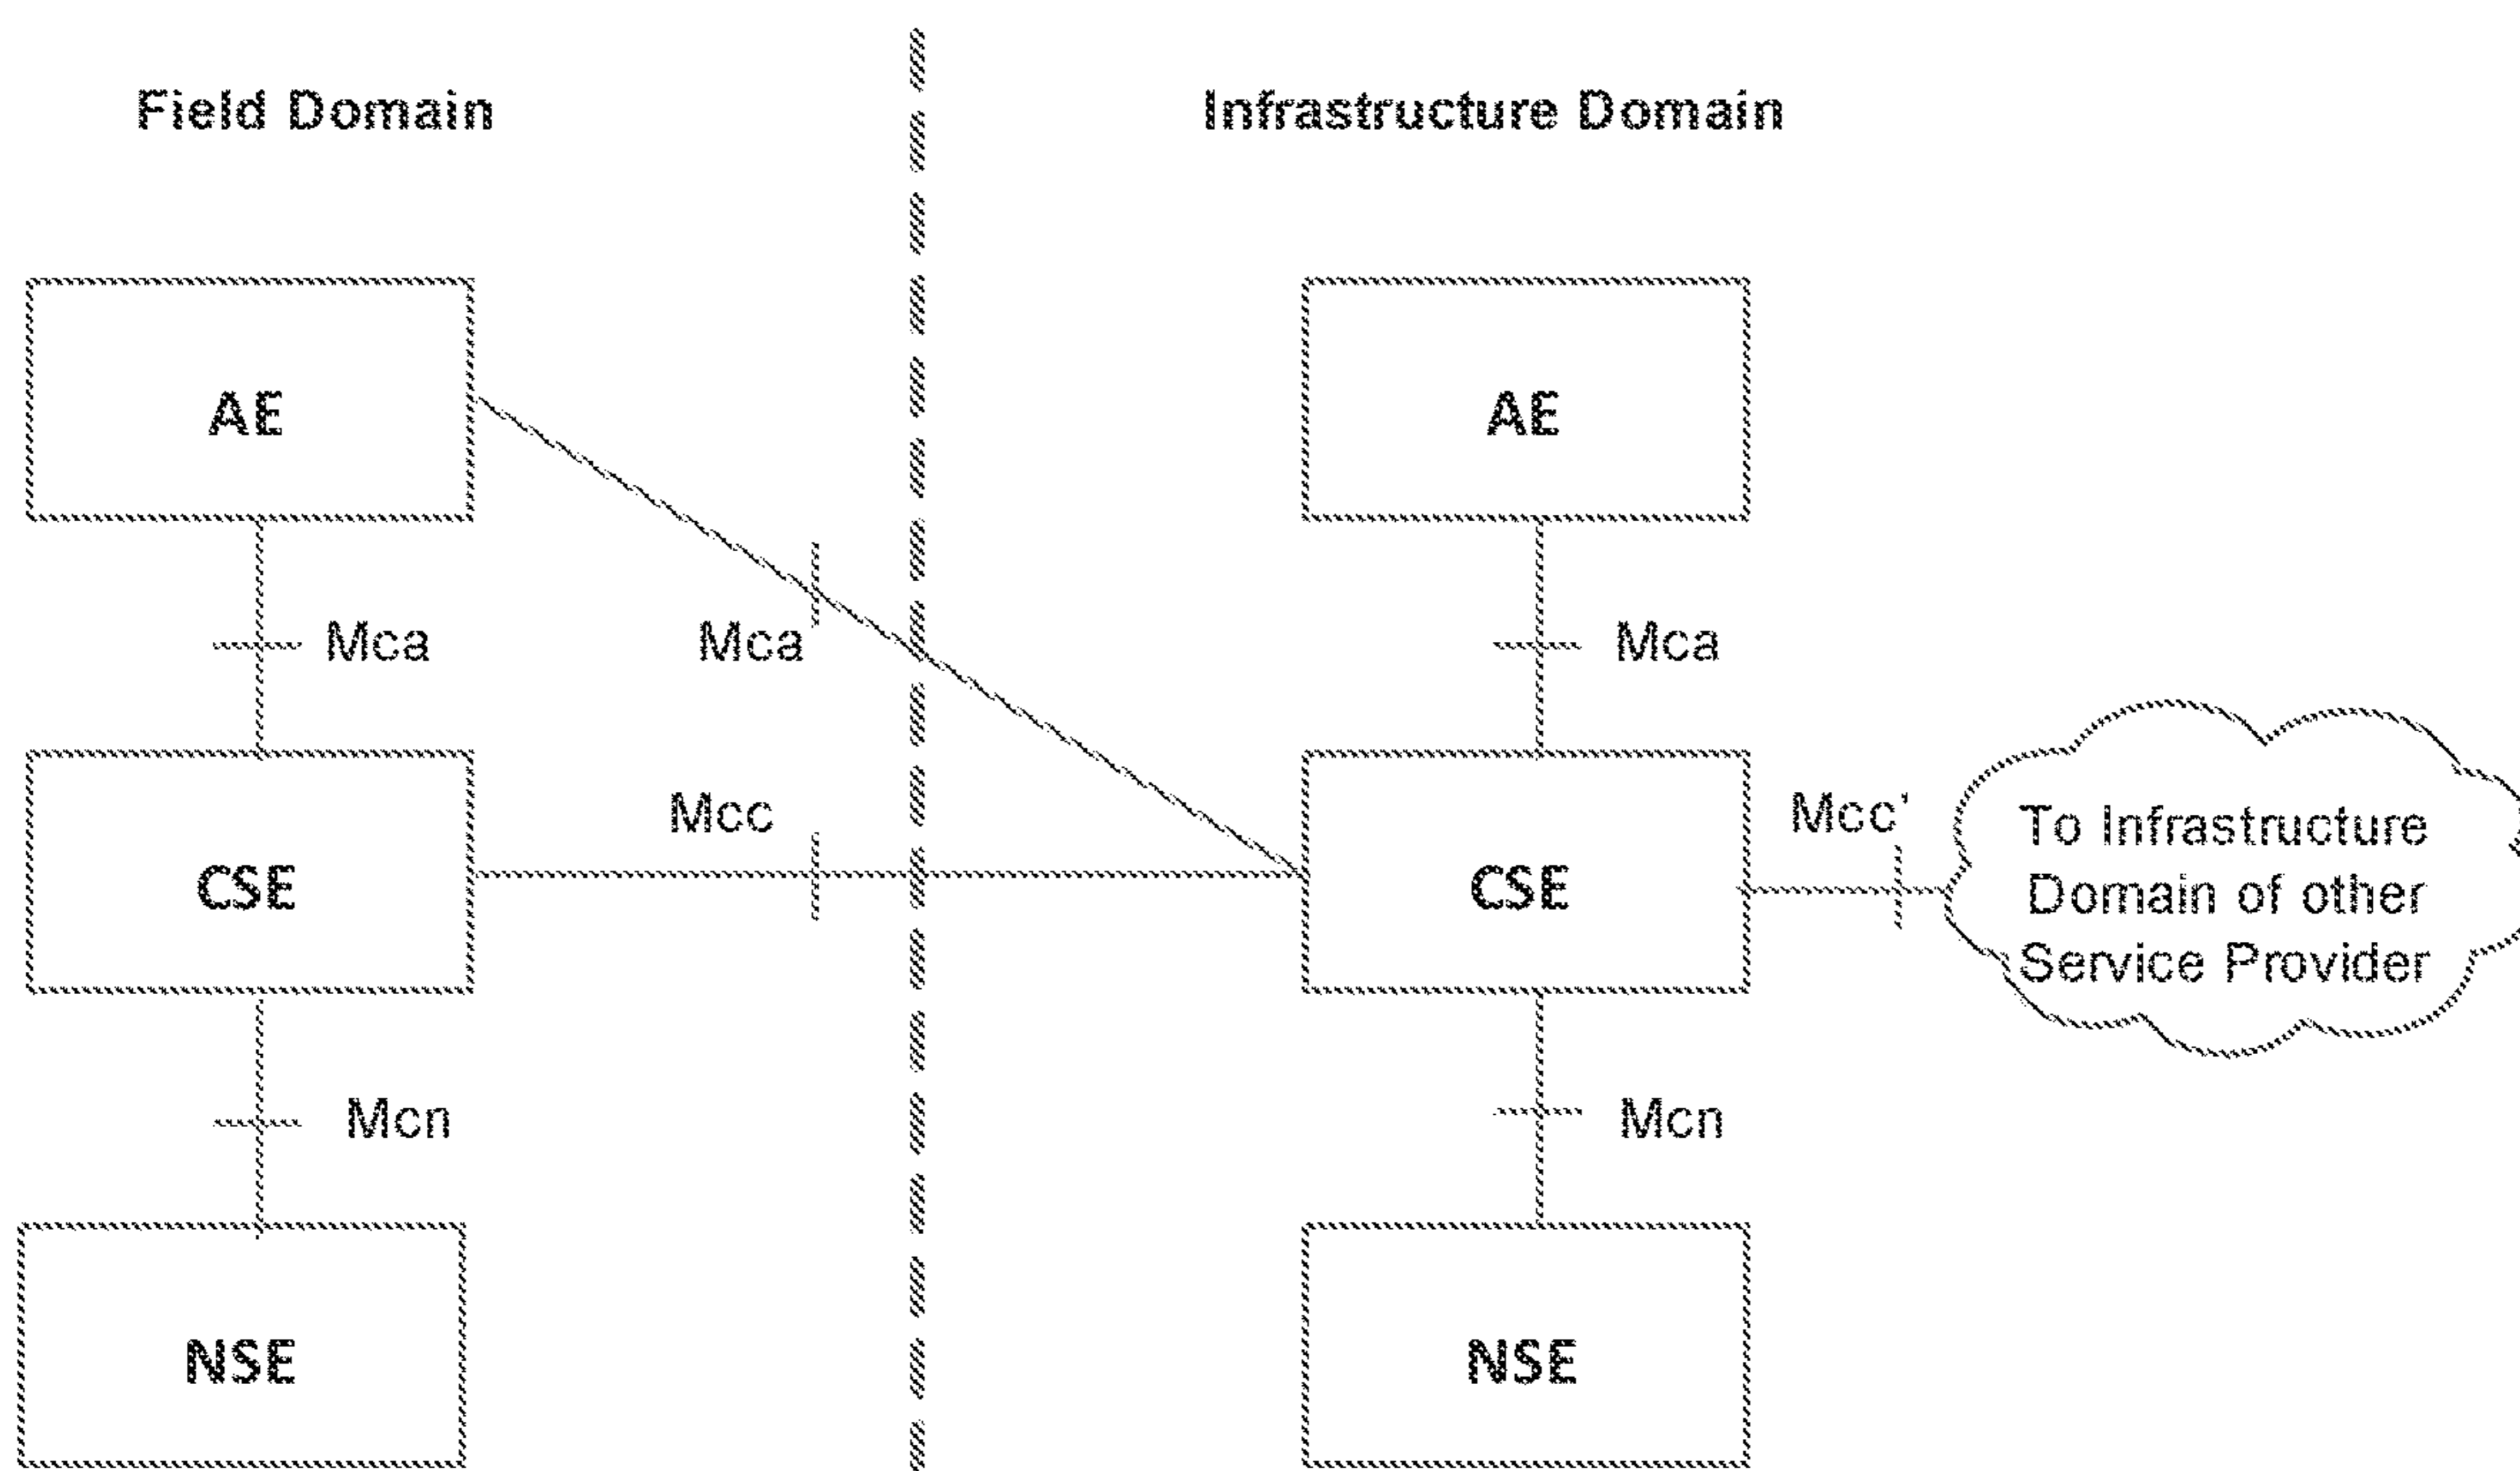 Field Domain
Infrastructure Domain
AE
AE
Mca
Mca
Mca
Mcc
Mcc'
CSE
CSE
To Infrastructure
Domain of other
Service Provider
Mcn
Mcn
NSE
NSE